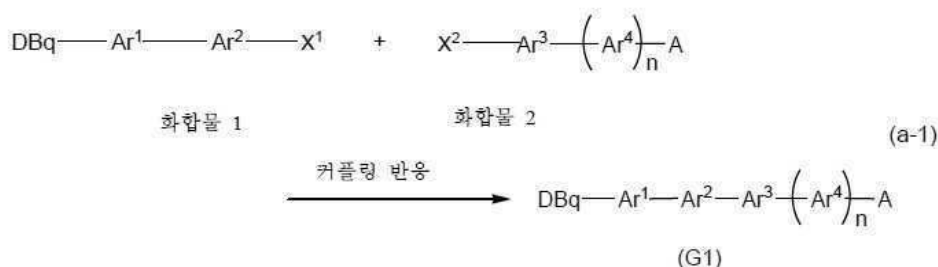 DBq—Ar¹—Ar²—X¹ + X²—Ar³—(Ar⁴)n—A
화합물 1 화합물 2
(a-1)
커플링 반응
DBq—Ar¹—Ar²—Ar³—(Ar⁴)n—A
(G1)